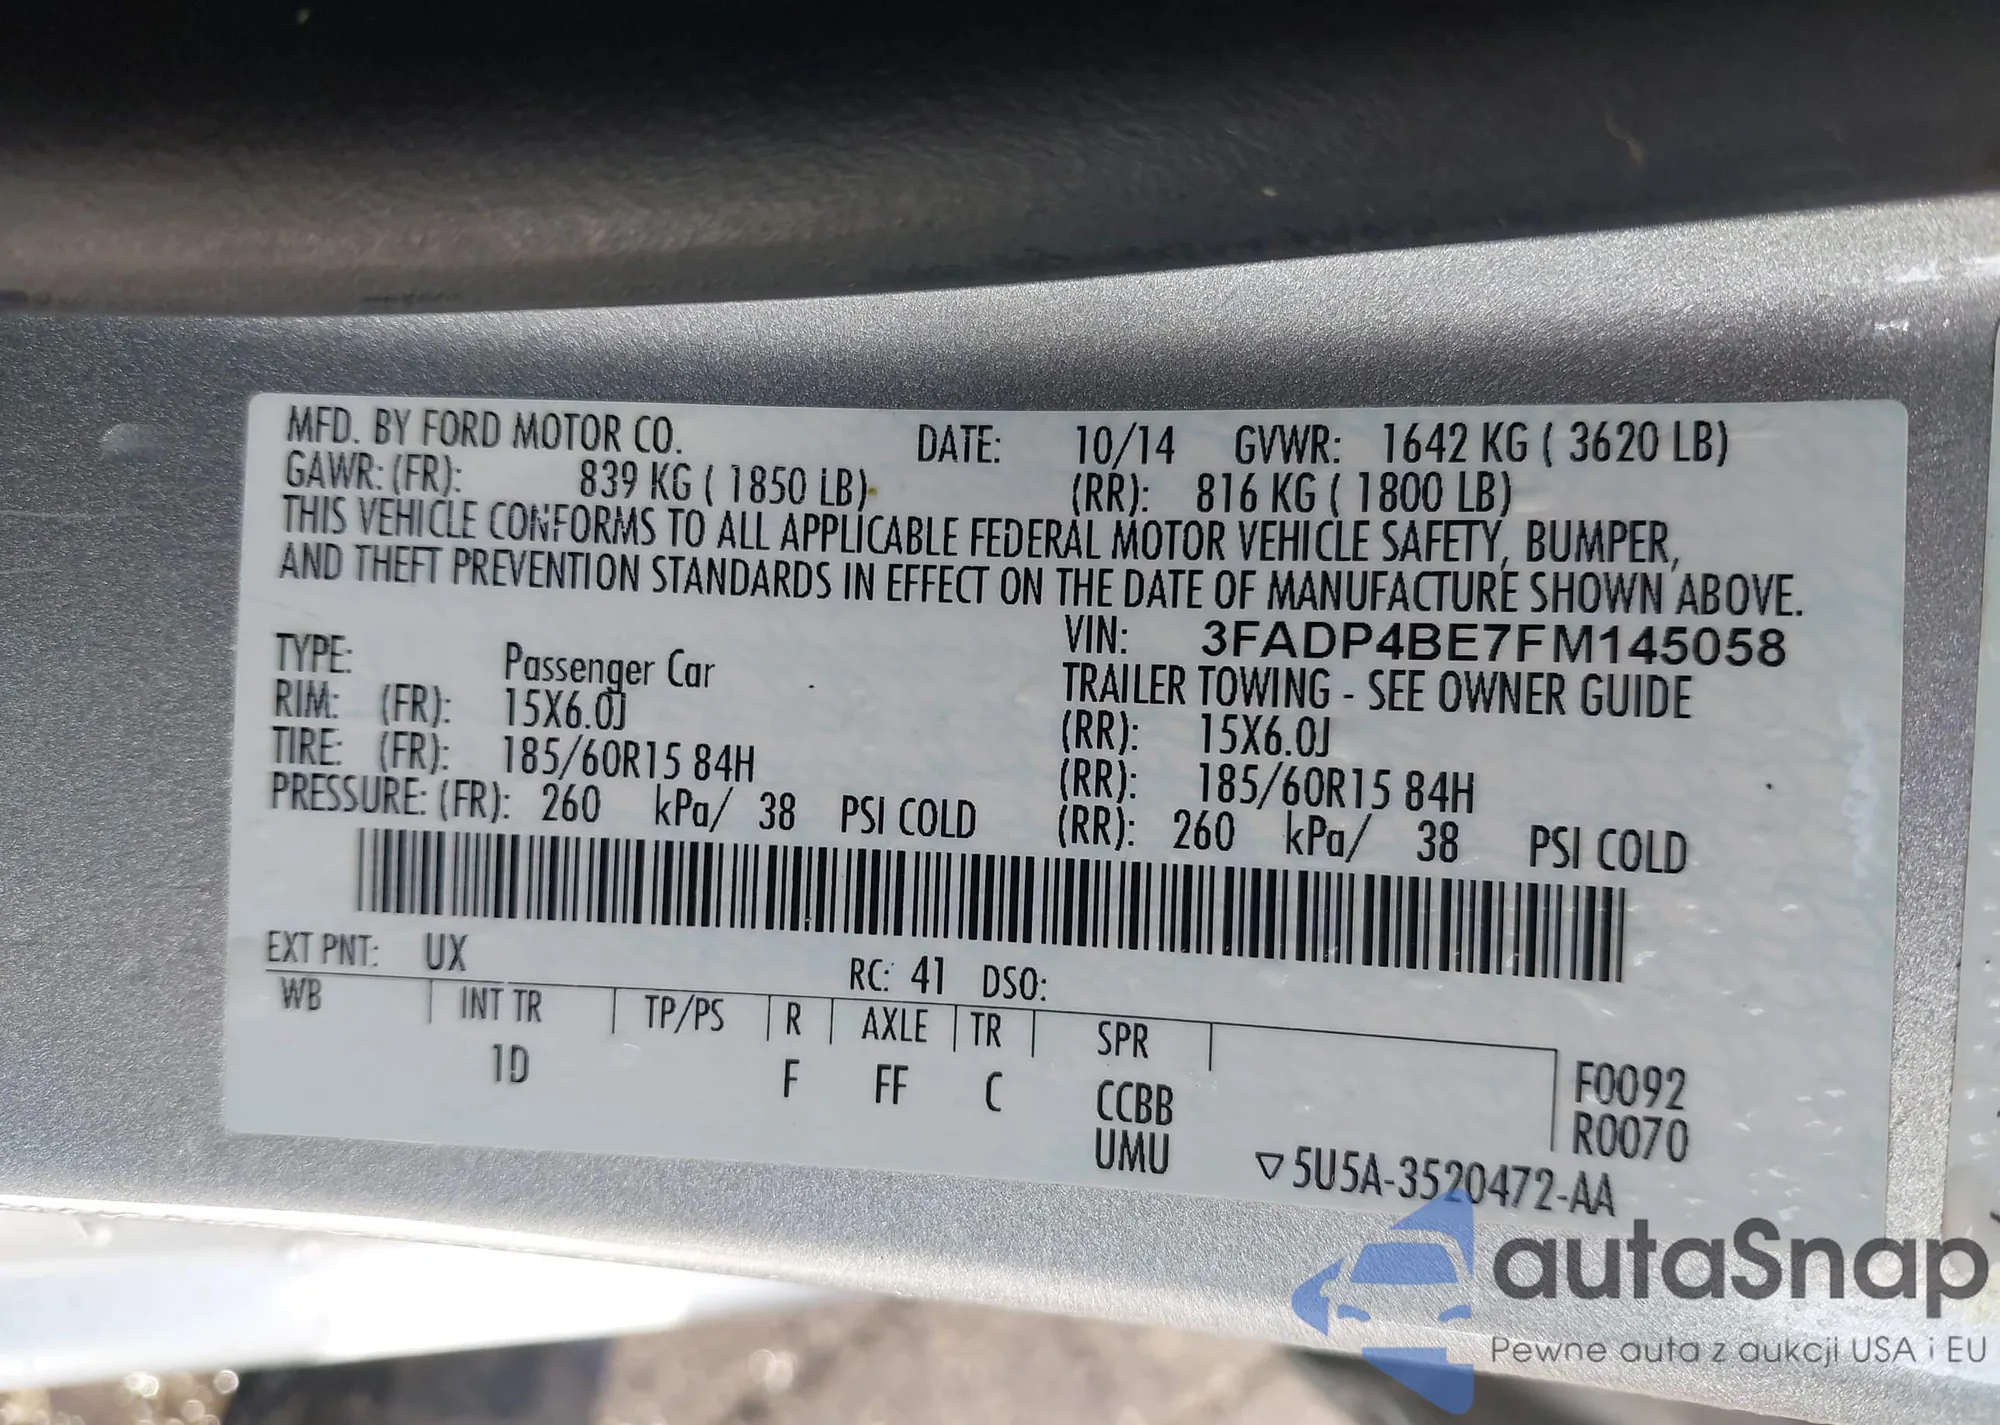 MFD. BY FORD MOTOR CO. DATE: 10/14 GVWR: 1642 KG ( 3620 LB)
GAWR: (FR): 839 KG ( 1850 LB) (RR): 816 KG ( 1800 LB)
THIS VEHICLE CONFORMS TO ALL APPLICABLE FEDERAL MOTOR VEHICLE SAFETY, BUMPER,
AND THEFT PREVENTION STANDARDS IN EFFECT ON THE DATE OF MANUFACTURE SHOWN ABOVE.
VIN: 3FADP4BE7FM145058
TYPE: Passenger Car TRAILER TOWING - SEE OWNER GUIDE
RIM: (FR): 15X6.0J (RR): 15X6.0J
TIRE: (FR): 185/60R15 84H (RR): 185/60R15 84H
PRESSURE: (FR): 260 kPa/ 38 PSI COLD (RR): 260 kPa/ 38 PSI COLD
EXT PNT: UX RC: 41 DSO:
WB INT TR TP/PS R AXLE TR SPR
1D F FF C CCBB F0092
UMU R0070
▽5U5A-3520472-AA
autaSnap
Pewne auta z aukcji USA i EU